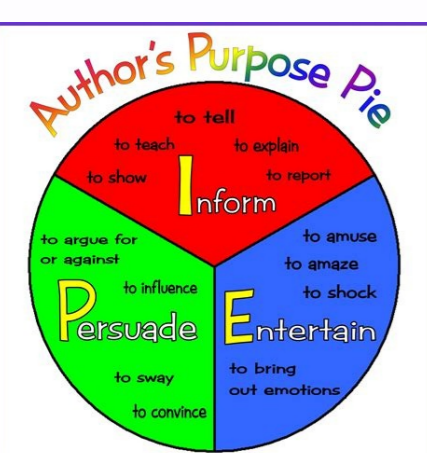 Author's Purpose Pie
to tell
to teach
to explain
to show
to report
Inform
to argue for
or against
to influence
Persuade
to sway
to convince
to amuse
to amaze
to shock
Entertain
to bring
out emotions